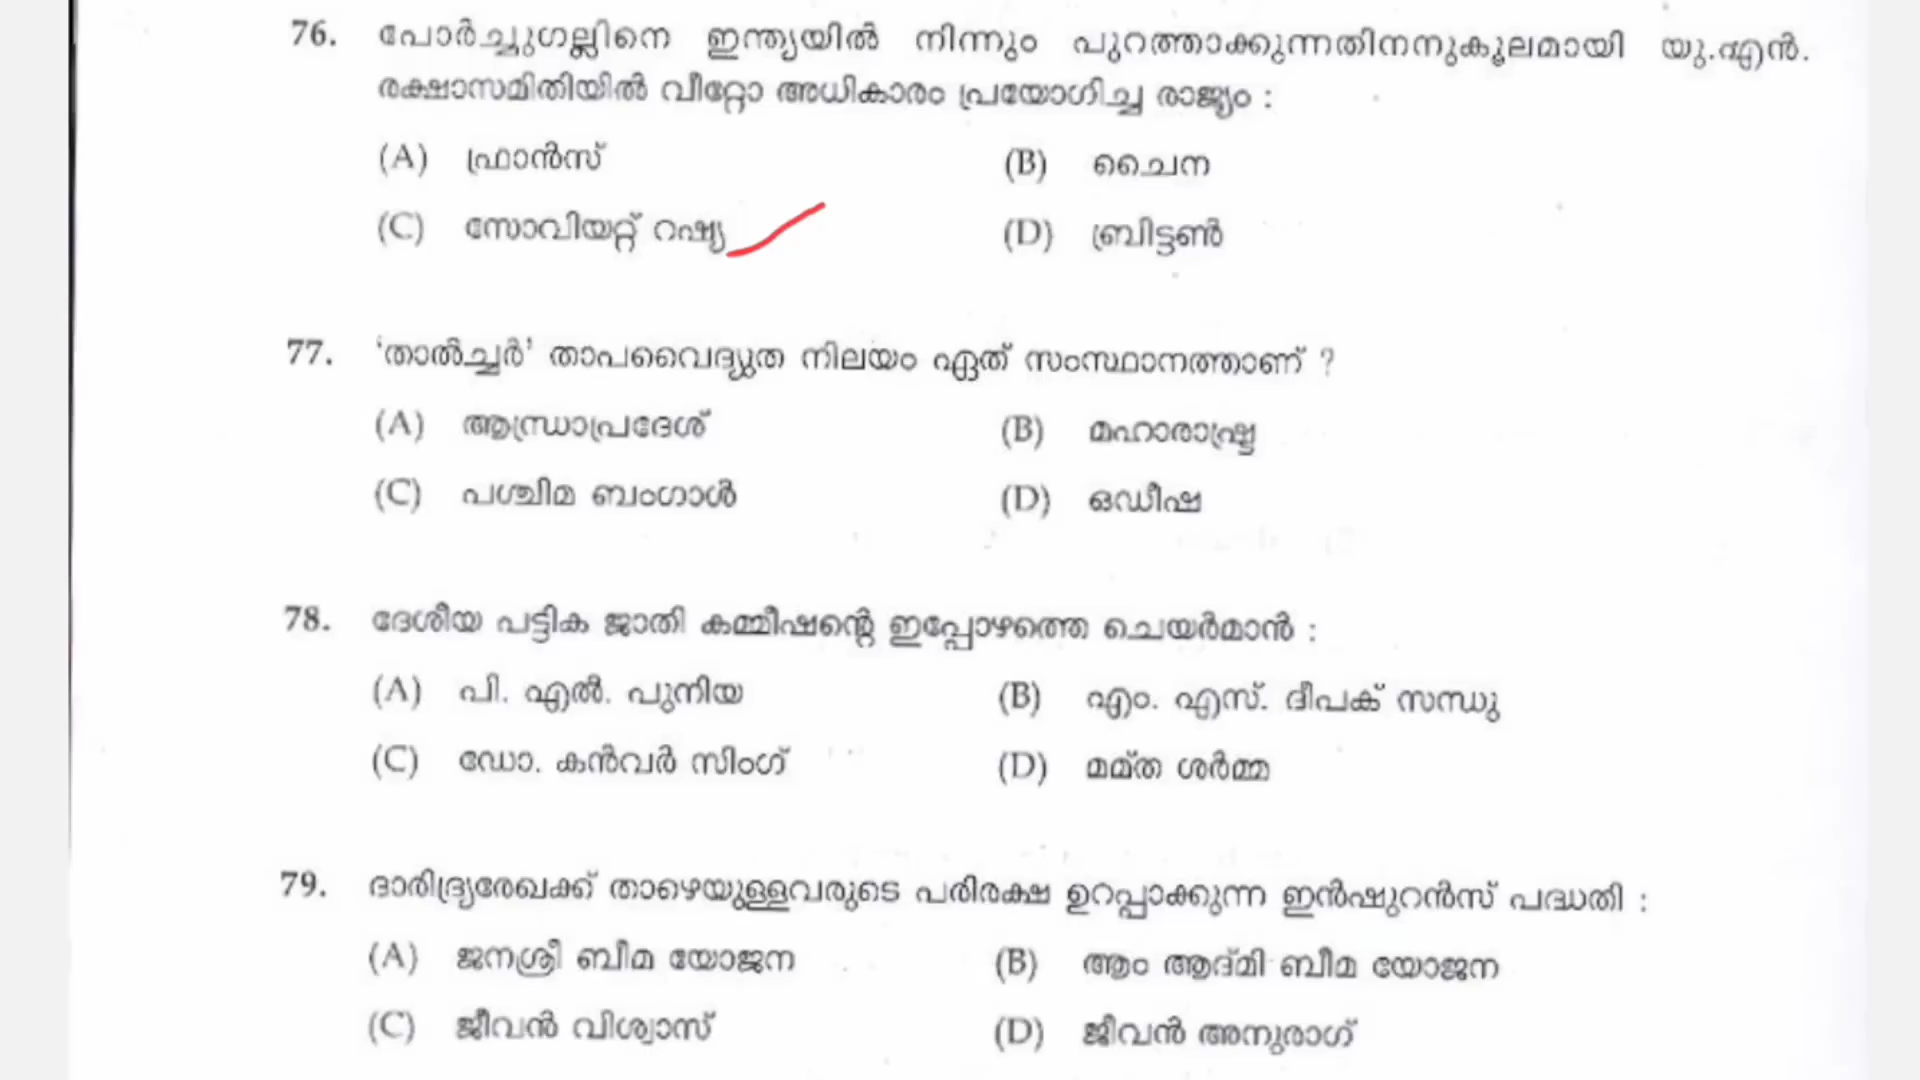 76. പോർച്ചുഗല്ലിനെ ഇന്ത്യയിൽ നിന്നും പുറത്താക്കുന്നതിനനുകൂലമായി യു.എൻ.
രക്ഷാസമിതിയിൽ വീറ്റോ അധികാരം പ്രയോഗിച്ച രാജ്യം :
(A) ഫ്രാൻസ് (B) ചൈന
(C) സോവിയറ്റ് റഷ്യ (D) ബ്രിട്ടൺ
77. 'താൽച്ചർ' താപവൈദ്യുത നിലയം ഏത് സംസ്ഥാനത്താണ് ?
(A) ആന്ധ്രാപ്രദേശ് (B) മഹാരാഷ്ട്ര
(C) പശ്ചിമ ബംഗാൾ (D) ഒഡീഷ
78. ദേശീയ പട്ടിക ജാതി കമ്മീഷന്റെ ഇപ്പോഴത്തെ ചെയർമാൻ :
(A) പി. എൽ. പുനിയ (B) എം. എസ്. ദീപക് സന്ധു
(C) ഡോ. കൻവർ സിംഗ് (D) മമ്ത ശർമ്മ
79. ദാരിദ്ര്യരേഖക്ക് താഴെയുള്ളവരുടെ പരിരക്ഷ ഉറപ്പാക്കുന്ന ഇൻഷുറൻസ് പദ്ധതി :
(A) ജനശ്രീ ബീമ യോജന (B) ആം ആദ്മി ബീമ യോജന
(C) ജീവൻ വിശ്വാസ് (D) ജീവൻ അനുരാഗ്